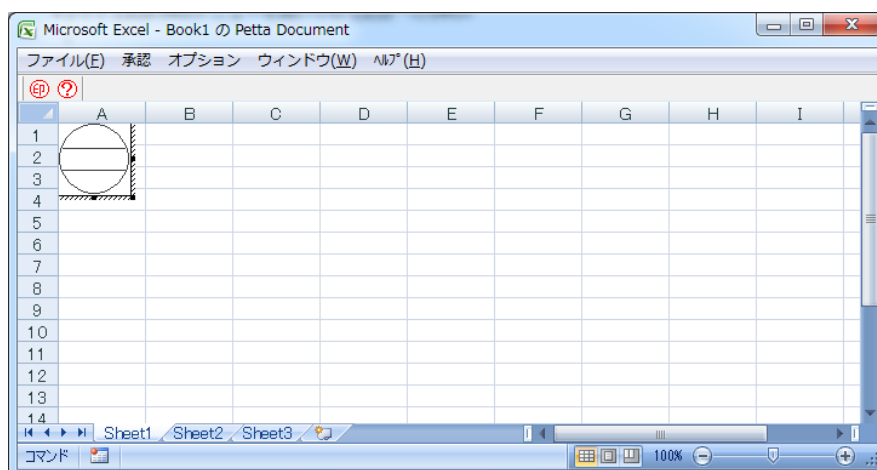 Microsoft Excel - Book1 の Petta Document
ファイル(F) 承認 オプション ウィンドウ(W) ﾍﾙﾌﾟ(H)
印 ?
A B C D E F G H I
1
2
3
4
5
6
7
8
9
10
11
12
13
14
Sheet1 Sheet2 Sheet3
コマンド 100%